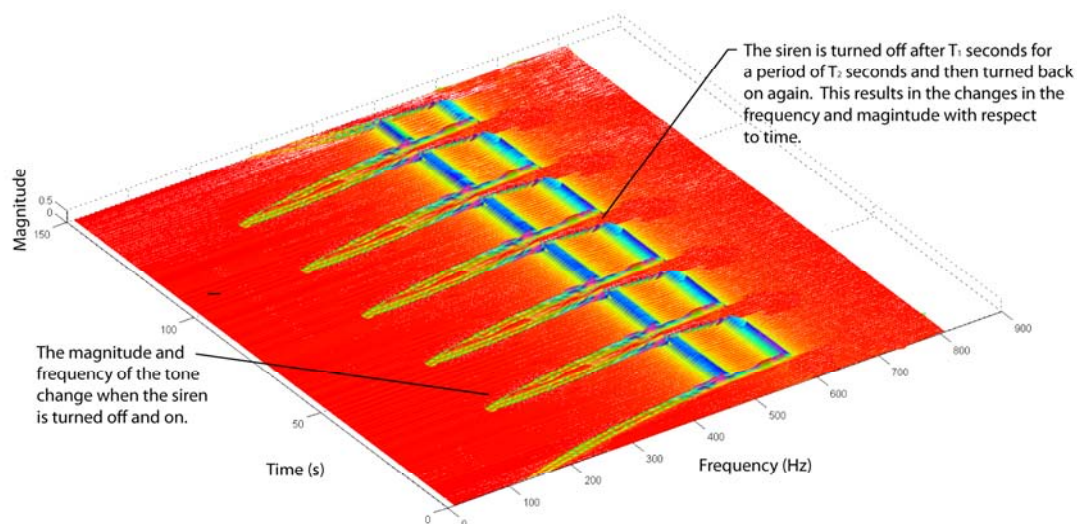 The siren is turned off after T₁ seconds for
a period of T₂ seconds and then turned back
on again. This results in the changes in the
frequency and magintude with respect
to time.
Magnitude
0.5
0
150
100
50
0
The magnitude and
frequency of the tone
change when the siren
is turned off and on.
Time (s)
Frequency (Hz)
0
100
200
300
400
500
600
700
800
900